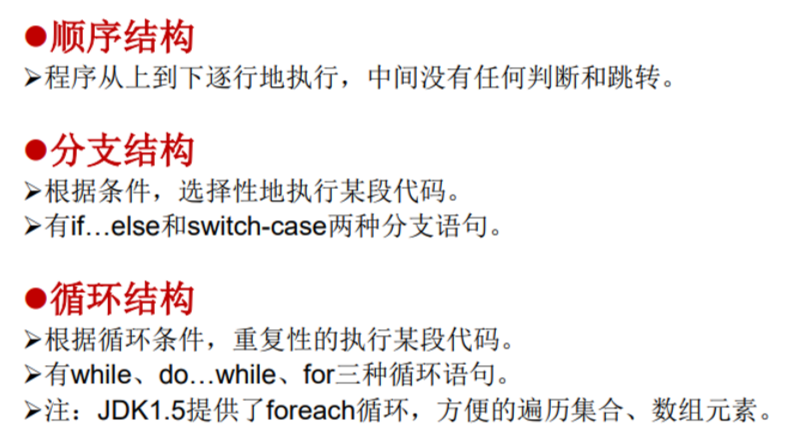 ●顺序结构
➢程序从上到下逐行地执行，中间没有任何判断和跳转。
●分支结构
➢根据条件，选择性地执行某段代码。
➢有if…else和switch-case两种分支语句。
●循环结构
➢根据循环条件，重复性的执行某段代码。
➢有while、do…while、for三种循环语句。
➢注：JDK1.5提供了foreach循环，方便的遍历集合、数组元素。